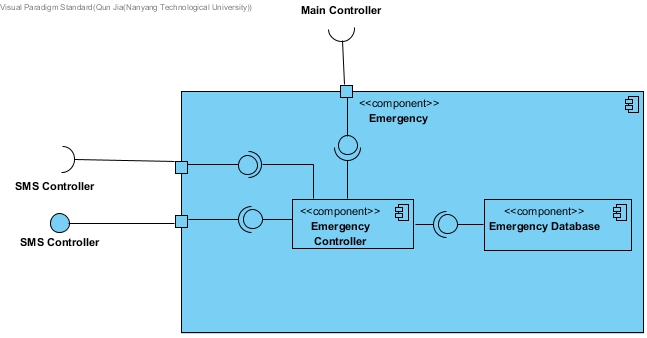 Visual Paradigm Standard(Qun Jia(Nanyang Technological University))
Main Controller
<<component>>
Emergency
SMS Controller
SMS Controller
<<component>>
Emergency
Controller
<<component>>
Emergency Database